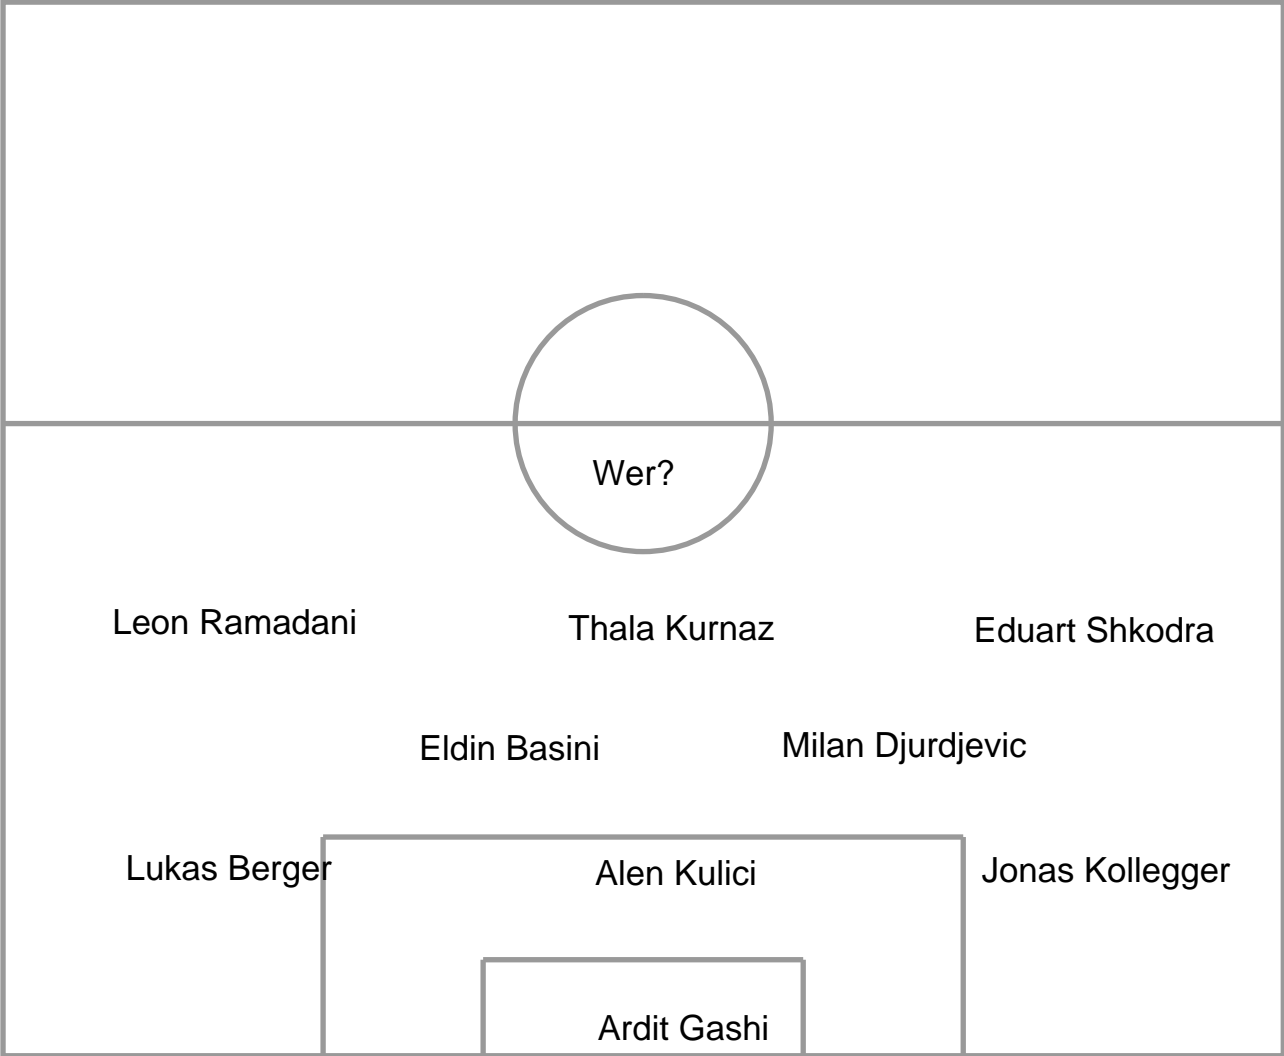 Wer?
Leon Ramadani
Thala Kurnaz
Eduart Shkodra
Eldin Basini
Milan Djurdjevic
Lukas Berger
Alen Kulici
Jonas Kollegger
Ardit Gashi